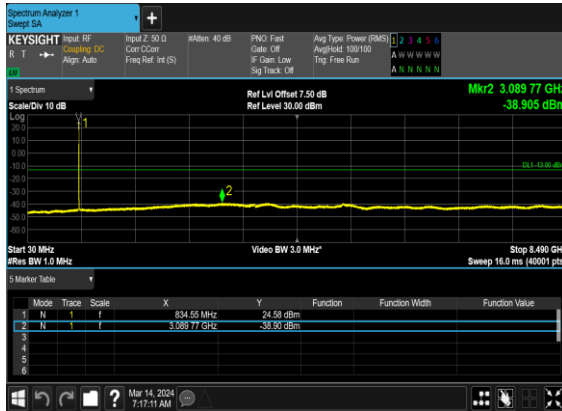 Spectrum Analyzer 1
Swept SA
+
KEYSIGHT
R T
Input: RF
Coupling: DC
Align: Auto
Input Z: 50 Ω
Corr CCorr
Freq Ref: Int (S)
#Atten: 40 dB
PNO: Fast
Gate: Off
IF Gain: Low
Sig Track: Off
Avg Type: Power (RMS)
Avg|Hold: 100/100
Trig: Free Run
1 2 3 4 5 6
A W W W W W
A N N N N N
1 Spectrum
Scale/Div 10 dB
Ref Lvl Offset 7.50 dB
Ref Level 30.00 dBm
Mkr2 3.089 77 GHz
-38.905 dBm
Log
20.0
10.0
0.00
-10.0
-20.0
-30.0
-40.0
-50.0
-60.0
1
2
DL1 -13.00 dBm
Start 30 MHz
#Res BW 1.0 MHz
Video BW 3.0 MHz*
Stop 8.490 GHz
Sweep 16.0 ms (40001 pts)
5 Marker Table
Mode Trace Scale X Y Function Function Width Function Value
1 N 1 f 834.55 MHz 24.58 dBm
2 N 1 f 3.089 77 GHz -38.90 dBm
3
4
5
6
?
Mar 14, 2024
7:17:11 AM